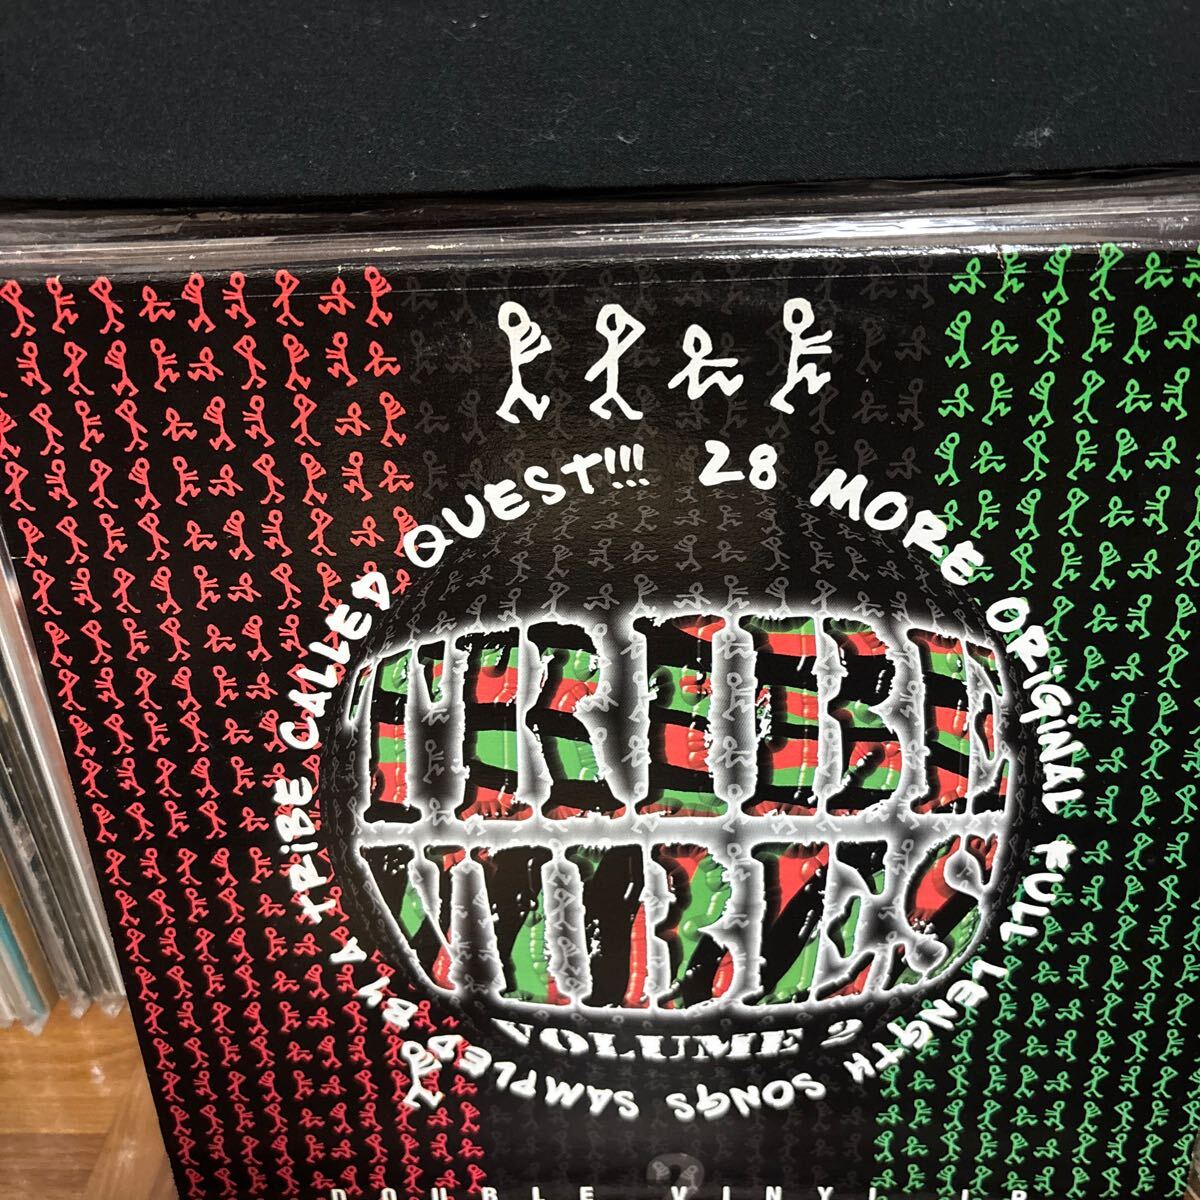 28 MORE ORIGINAL FULL LENGTH SONGS SAMPLED BY A TRIBE CALLED QUEST!!!
TRIBE
VIBES
VOLUME 2
DOUBLE VINYL